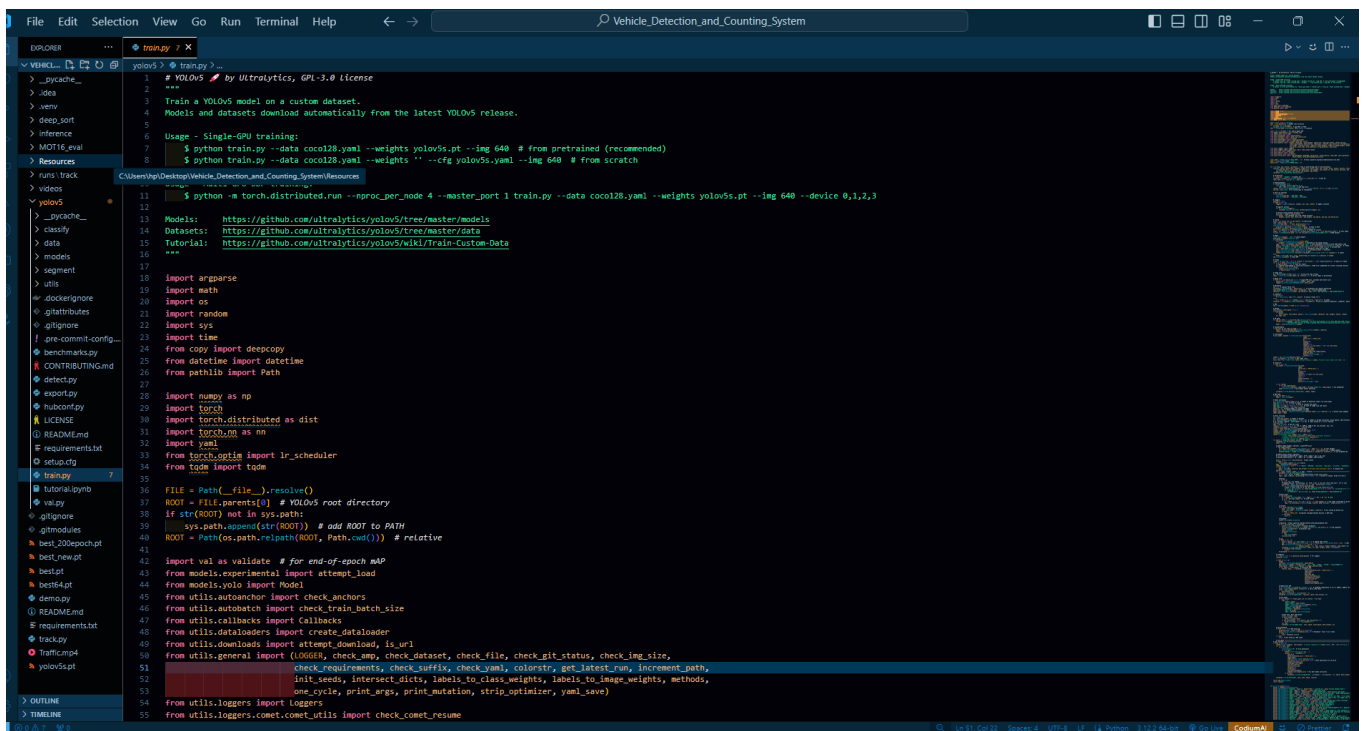 File Edit Selection View Go Run Terminal Help
Vehicle_Detection_and_Counting_System
EXPLORER
VEHICL...
> __pycache__
> .idea
> .venv
> deep_sort
> inference
> MOT16_eval
> Resources
> runs \ track
> videos
yolov5
> __pycache__
> classify
> data
> models
> segment
> utils
.dockerignore
.gitattributes
.gitignore
.pre-commit-config....
benchmarks.py
CONTRIBUTING.md
detect.py
export.py
hubconf.py
LICENSE
README.md
requirements.txt
setup.cfg
train.py 7
tutorial.ipynb
val.py
.gitignore
.gitmodules
best_200epoch.pt
best_new.pt
best.pt
best64.pt
demo.py
README.md
requirements.txt
track.py
Traffic.mp4
yolov5s.pt
> OUTLINE
> TIMELINE
C:\Users\hp\Desktop\Vehicle_Detection_and_Counting_System\Resources
train.py 7
yolov5 > train.py > ...
1 # YOLOv5 🚀 by Ultralytics, GPL-3.0 license
2 """
3 Train a YOLOv5 model on a custom dataset.
4 Models and datasets download automatically from the latest YOLOv5 release.
5
6 Usage - Single-GPU training:
7 $ python train.py --data coco128.yaml --weights yolov5s.pt --img 640 # from pretrained (recommended)
8 $ python train.py --data coco128.yaml --weights '' --cfg yolov5s.yaml --img 640 # from scratch
11 $ python -m torch.distributed.run --nproc_per_node 4 --master_port 1 train.py --data coco128.yaml --weights yolov5s.pt --img 640 --device 0,1,2,3
12
13 Models: https://github.com/ultralytics/yolov5/tree/master/models
14 Datasets: https://github.com/ultralytics/yolov5/tree/master/data
15 Tutorial: https://github.com/ultralytics/yolov5/wiki/Train-Custom-Data
16 """
17
18 import argparse
19 import math
20 import os
21 import random
22 import sys
23 import time
24 from copy import deepcopy
25 from datetime import datetime
26 from pathlib import Path
27
28 import numpy as np
29 import torch
30 import torch.distributed as dist
31 import torch.nn as nn
32 import yaml
33 from torch.optim import lr_scheduler
34 from tqdm import tqdm
35
36 FILE = Path(__file__).resolve()
37 ROOT = FILE.parents[0] # YOLOv5 root directory
38 if str(ROOT) not in sys.path:
39 sys.path.append(str(ROOT)) # add ROOT to PATH
40 ROOT = Path(os.path.relpath(ROOT, Path.cwd())) # relative
41
42 import val as validate # for end-of-epoch mAP
43 from models.experimental import attempt_load
44 from models.yolo import Model
45 from utils.autoanchor import check_anchors
46 from utils.autobatch import check_train_batch_size
47 from utils.callbacks import Callbacks
48 from utils.dataloaders import create_dataloader
49 from utils.downloads import attempt_download, is_url
50 from utils.general import (LOGGER, check_amp, check_dataset, check_file, check_git_status, check_img_size,
51 check_requirements, check_suffix, check_yaml, colorstr, get_latest_run, increment_path,
52 init_seeds, intersect_dicts, labels_to_class_weights, labels_to_image_weights, methods,
53 one_cycle, print_args, print_mutation, strip_optimizer, yaml_save)
54 from utils.loggers import Loggers
55 from utils.loggers.comet.comet_utils import check_comet_resume
Ln 51, Col 22 Spaces: 4 UTF-8 LF Python 3.12.2 64-bit Go Live CodiumAI Prettier